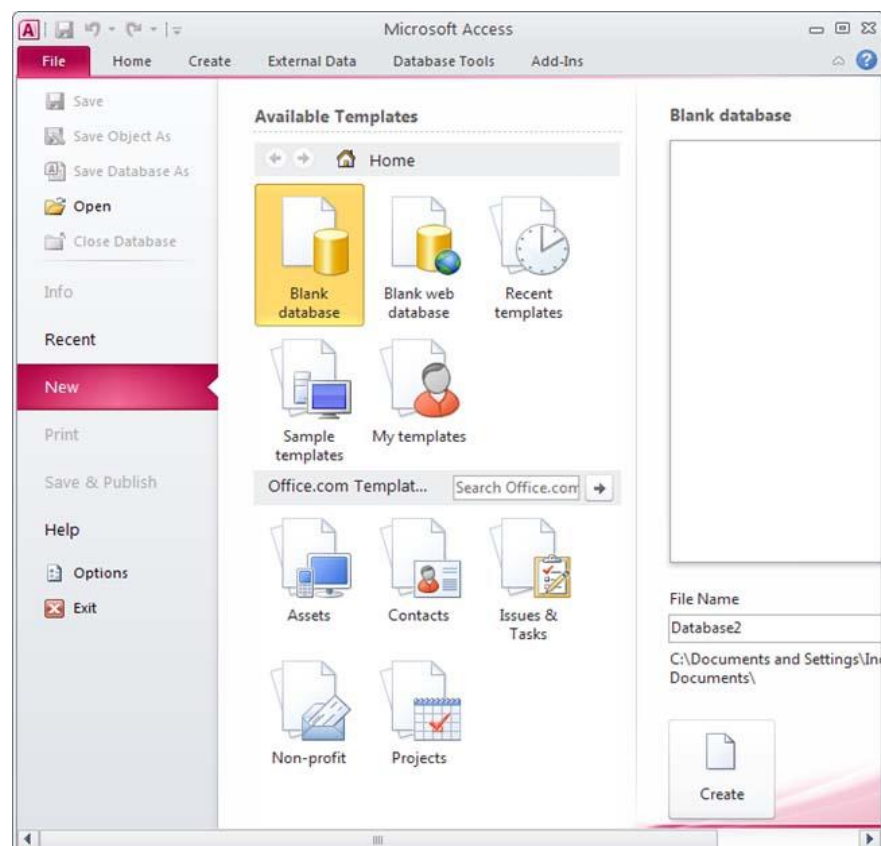 Microsoft Access
File Home Create External Data Database Tools Add-Ins
Save
Save Object As
Save Database As
Open
Close Database
Info
Recent
New
Print
Save & Publish
Help
Options
Exit
Available Templates
Home
Blank
database
Blank web
database
Recent
templates
Sample
templates
My templates
Office.com Templat...
Search Office.com
Assets
Contacts
Issues &
Tasks
Non-profit
Projects
Blank database
File Name
Database2
C:\Documents and Settings\In
Documents\
Create